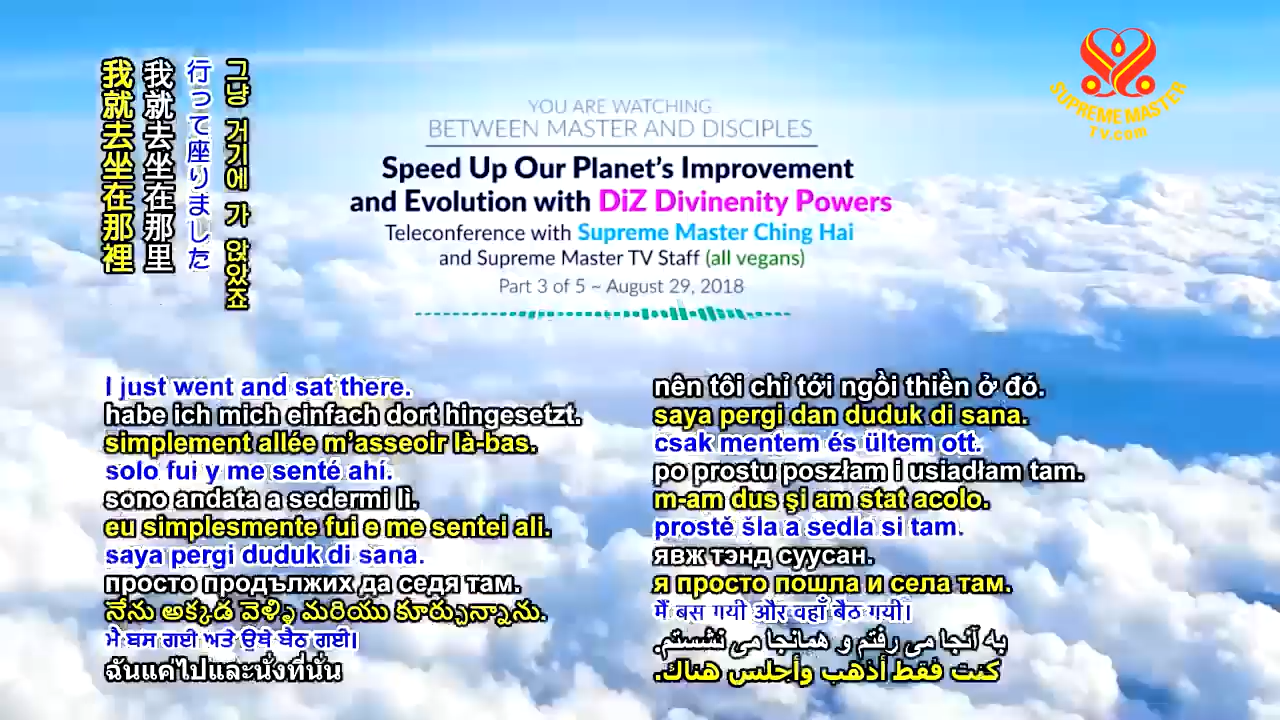 我就去坐在那裡
我就去坐在那里
行って座りました
그냥 거기에 가 앉았죠
YOU ARE WATCHING
BETWEEN MASTER AND DISCIPLES
Speed Up Our Planet's Improvement
and Evolution with DiZ Divinenity Powers
Teleconference with Supreme Master Ching Hai
and Supreme Master TV Staff (all vegans)
Part 3 of 5 ~ August 29, 2018
SUPREME MASTER
TV.com
I just went and sat there.
habe ich mich einfach dort hingesetzt.
simplement allée m'asseoir là-bas.
solo fui y me senté ahí.
sono andata a sedermi lì.
eu simplesmente fui e me sentei ali.
saya pergi duduk di sana.
просто продължих да седя там.
నేను అక్కడ వెళ్ళి మరియు కూర్చున్నాను.
ਮੈ ਬਸ ਗਈ ਅਤੇ ਉਥੇ ਬੈਠ ਗਈ।
ฉันแค่ไปและนั่งที่นั่น
nên tôi chỉ tới ngồi thiền ở đó.
saya pergi dan duduk di sana.
csak mentem és ültem ott.
po prostu poszłam i usiadłam tam.
m-am dus şi am stat acolo.
prostě šla a sedla si tam.
явж тэнд суусан.
я просто пошла и села там.
मैं बस गयी और वहाँ बैठ गयी।
به آنجا می رفتم و همانجا می نشستم.
كنت فقط أذهب وأجلس هناك.